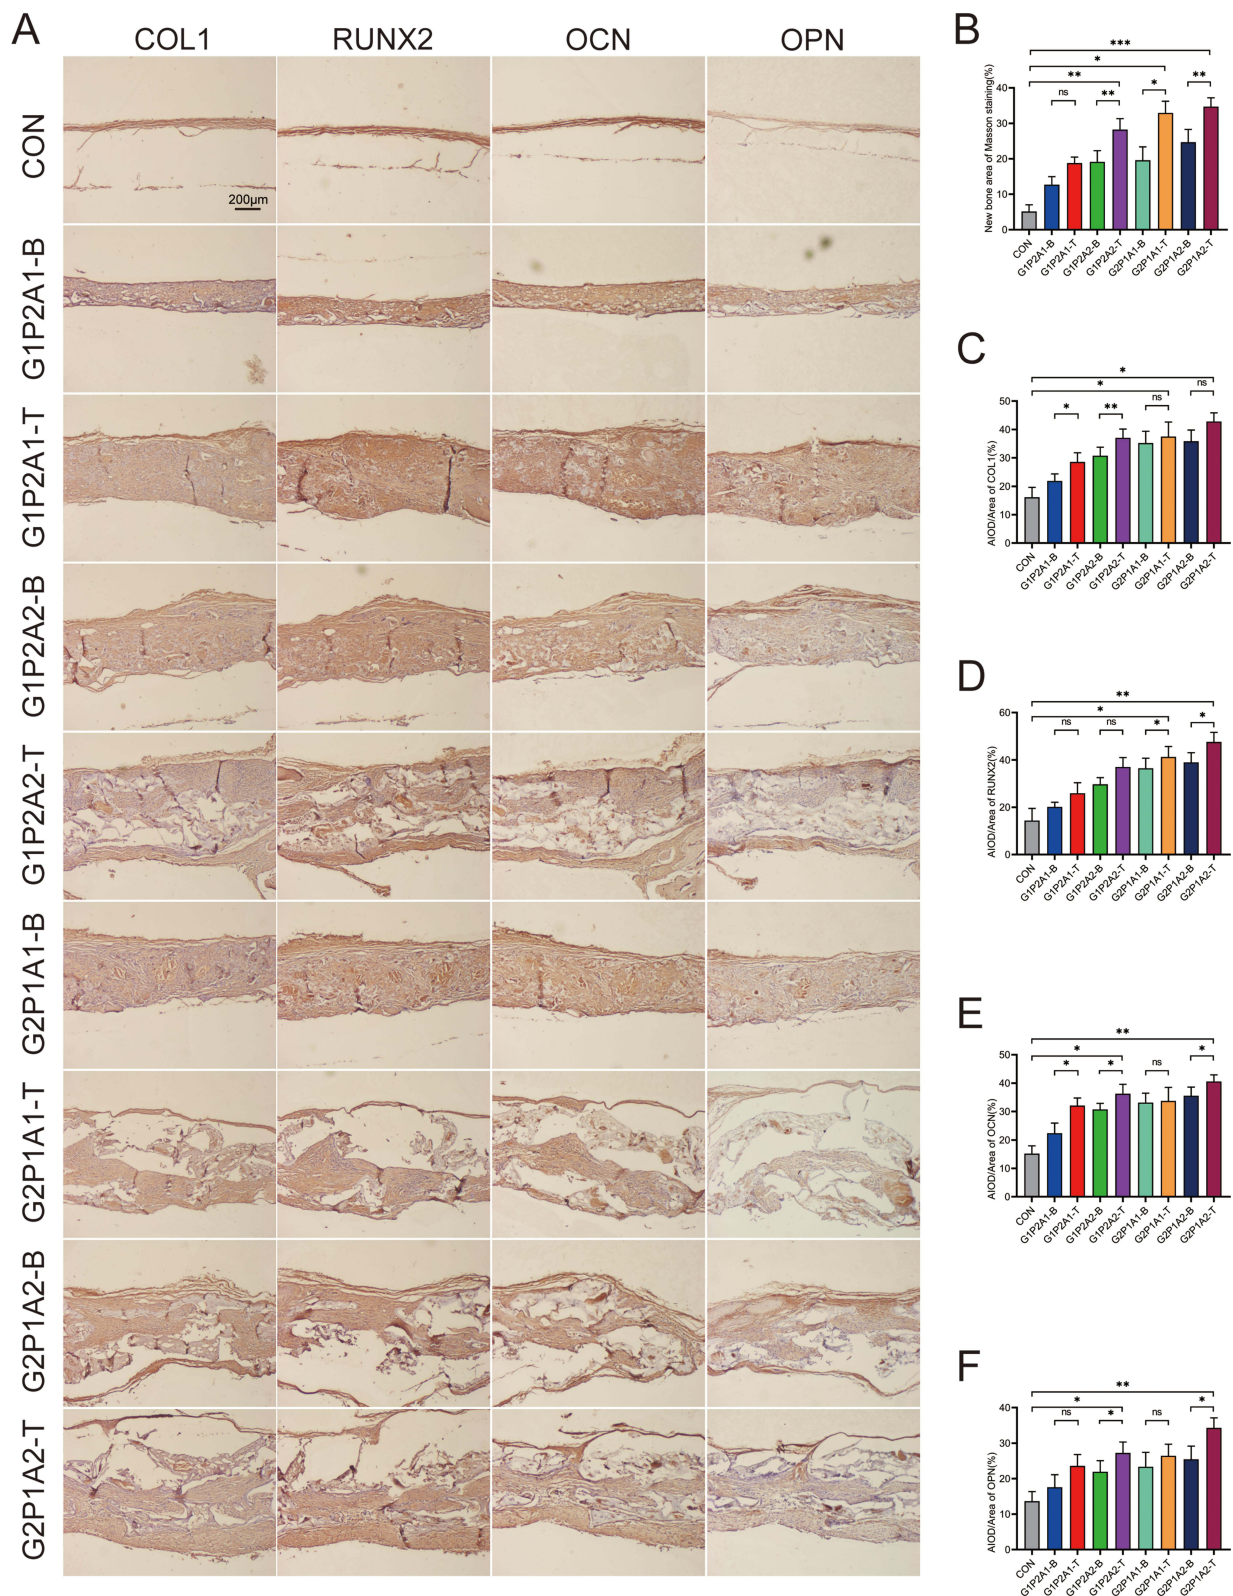 A
COL1 RUNX2 OCN OPN
CON
200μm
G1P2A1-B
G1P2A1-T
G1P2A2-B
G1P2A2-T
G2P1A1-B
G2P1A1-T
G2P1A2-B
G2P1A2-T
B
New bone area of Masson staining(%)
***
*
**
ns ** * **
40
30
20
10
0
CON G1P2A1-B G1P2A1-T G1P2A2-B G1P2A2-T G2P1A1-B G2P1A1-T G2P1A2-B G2P1A2-T
C
AIOD/Area of COL1(%)
*
*
* ** ns ns
50
40
30
20
10
0
CON G1P2A1-B G1P2A1-T G1P2A2-B G1P2A2-T G2P1A1-B G2P1A1-T G2P1A2-B G2P1A2-T
D
AIOD/Area of RUNX2(%)
**
*
ns ns * *
60
40
20
0
CON G1P2A1-B G1P2A1-T G1P2A2-B G1P2A2-T G2P1A1-B G2P1A1-T G2P1A2-B G2P1A2-T
E
AIOD/Area of OCN(%)
**
*
* * ns *
50
40
30
20
10
0
CON G1P2A1-B G1P2A1-T G1P2A2-B G1P2A2-T G2P1A1-B G2P1A1-T G2P1A2-B G2P1A2-T
F
AIOD/Area of OPN(%)
**
*
ns * ns *
40
30
20
10
0
CON G1P2A1-B G1P2A1-T G1P2A2-B G1P2A2-T G2P1A1-B G2P1A1-T G2P1A2-B G2P1A2-T